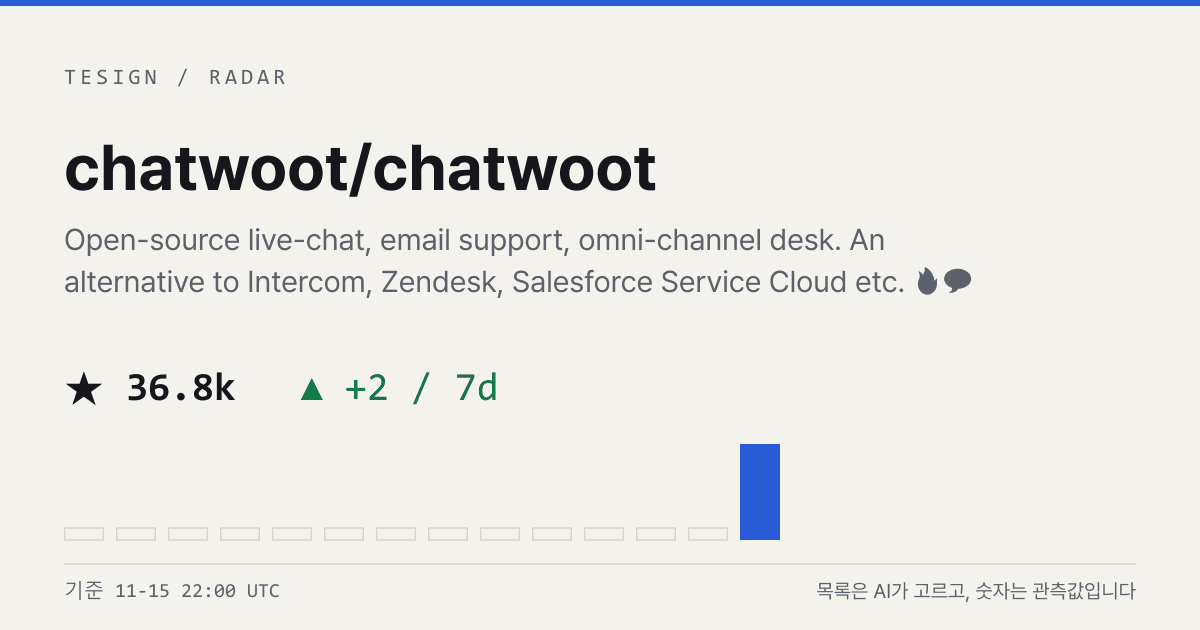 TESIGN / RADAR
chatwoot/chatwoot
Open-source live-chat, email support, omni-channel desk. An
alternative to Intercom, Zendesk, Salesforce Service Cloud etc. 🔥💬
★ 36.8k ▲ +2 / 7d
기준 11-15 22:00 UTC
목록은 AI가 고르고, 숫자는 관측값입니다